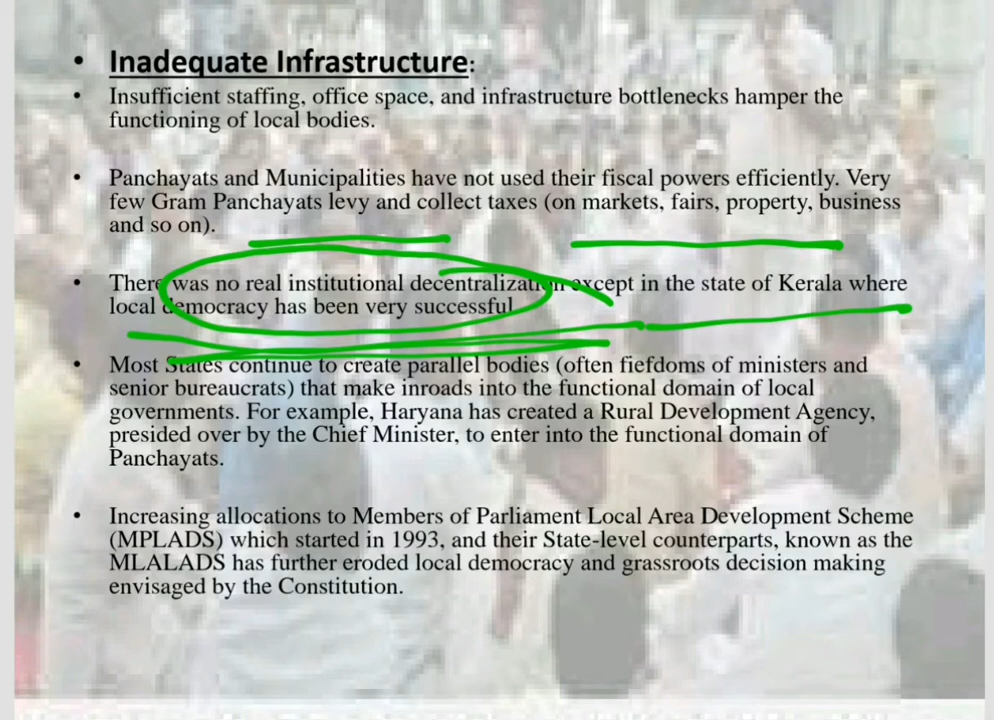 • Inadequate Infrastructure:
• Insufficient staffing, office space, and infrastructure bottlenecks hamper the
functioning of local bodies.
• Panchayats and Municipalities have not used their fiscal powers efficiently. Very
few Gram Panchayats levy and collect taxes (on markets, fairs, property, business
and so on).
• There was no real institutional decentralization except in the state of Kerala where
local democracy has been very successful
• Most States continue to create parallel bodies (often fiefdoms of ministers and
senior bureaucrats) that make inroads into the functional domain of local
governments. For example, Haryana has created a Rural Development Agency,
presided over by the Chief Minister, to enter into the functional domain of
Panchayats.
• Increasing allocations to Members of Parliament Local Area Development Scheme
(MPLADS) which started in 1993, and their State-level counterparts, known as the
MLALADS has further eroded local democracy and grassroots decision making
envisaged by the Constitution.